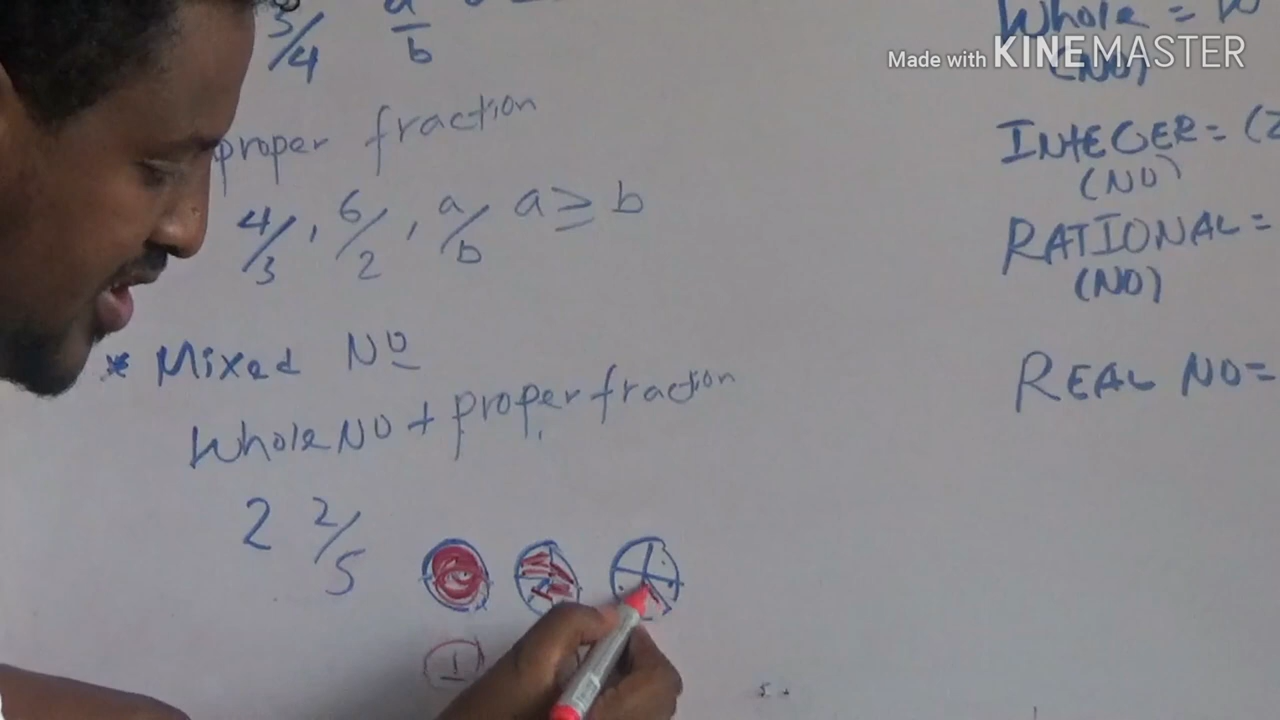 3/4 a/b
proper fraction
4/3, 6/2, a/b a ≥ b
* Mixed No
Whole NO + proper fraction
2 2/5
1
Made with KINEMASTER
Whole = W
(NO)
INTEGER = (Z
(NO)
RATIONAL =
(NO)
REAL NO=